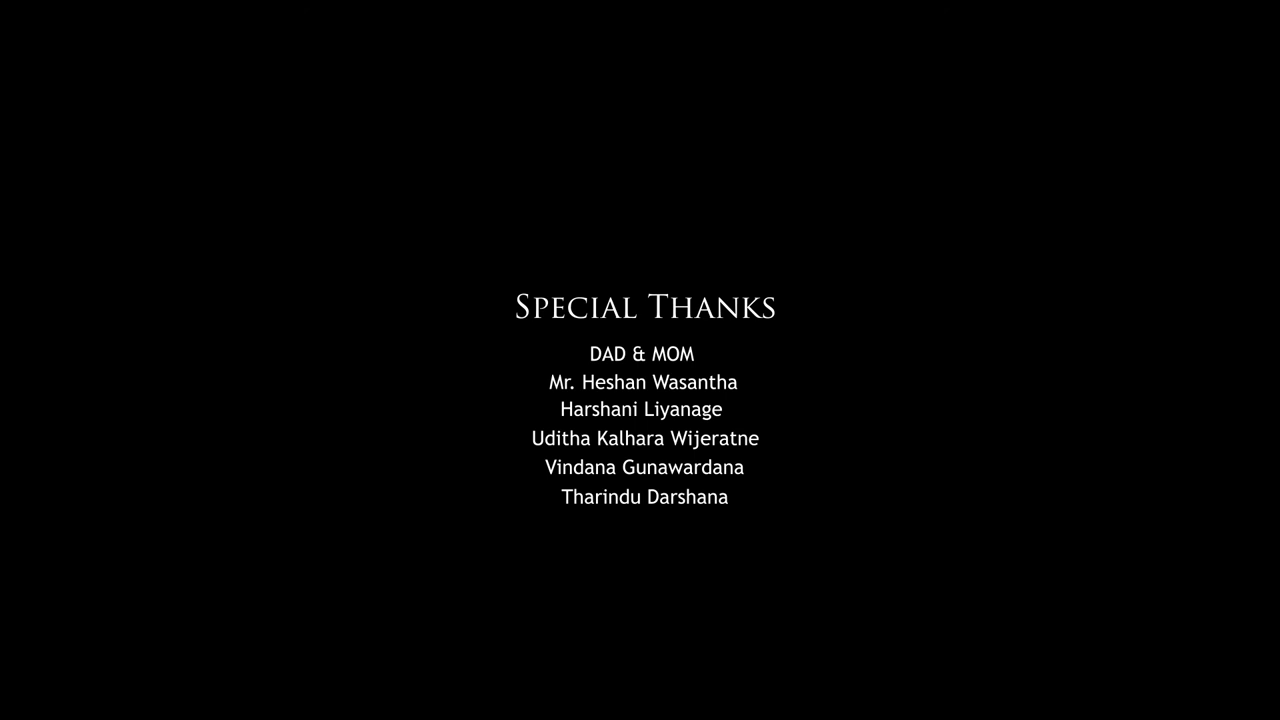 Special Thanks
DAD & MOM
Mr. Heshan Wasantha
Harshani Liyanage
Uditha Kalhara Wijeratne
Vindana Gunawardana
Tharindu Darshana